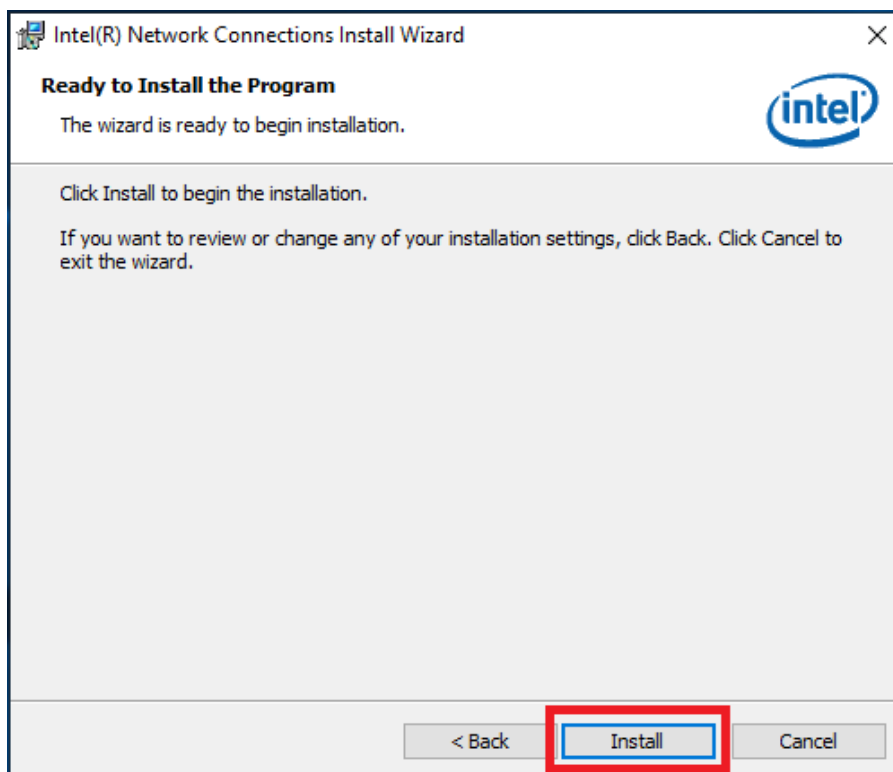 Intel(R) Network Connections Install Wizard
Ready to Install the Program
The wizard is ready to begin installation.
intel
Click Install to begin the installation.
If you want to review or change any of your installation settings, click Back. Click Cancel to
exit the wizard.
< Back
Install
Cancel